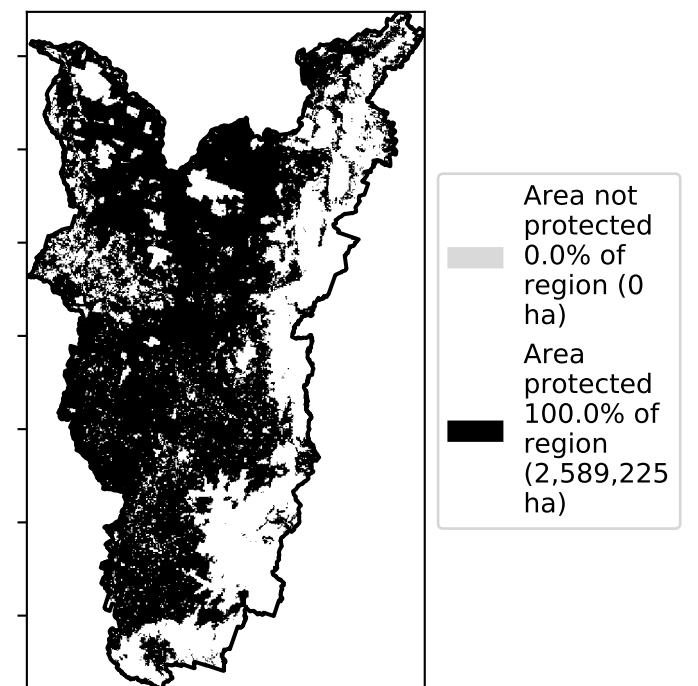 Area not
protected
0.0% of
region (0
ha)
Area
protected
100.0% of
region
(2,589,225
ha)